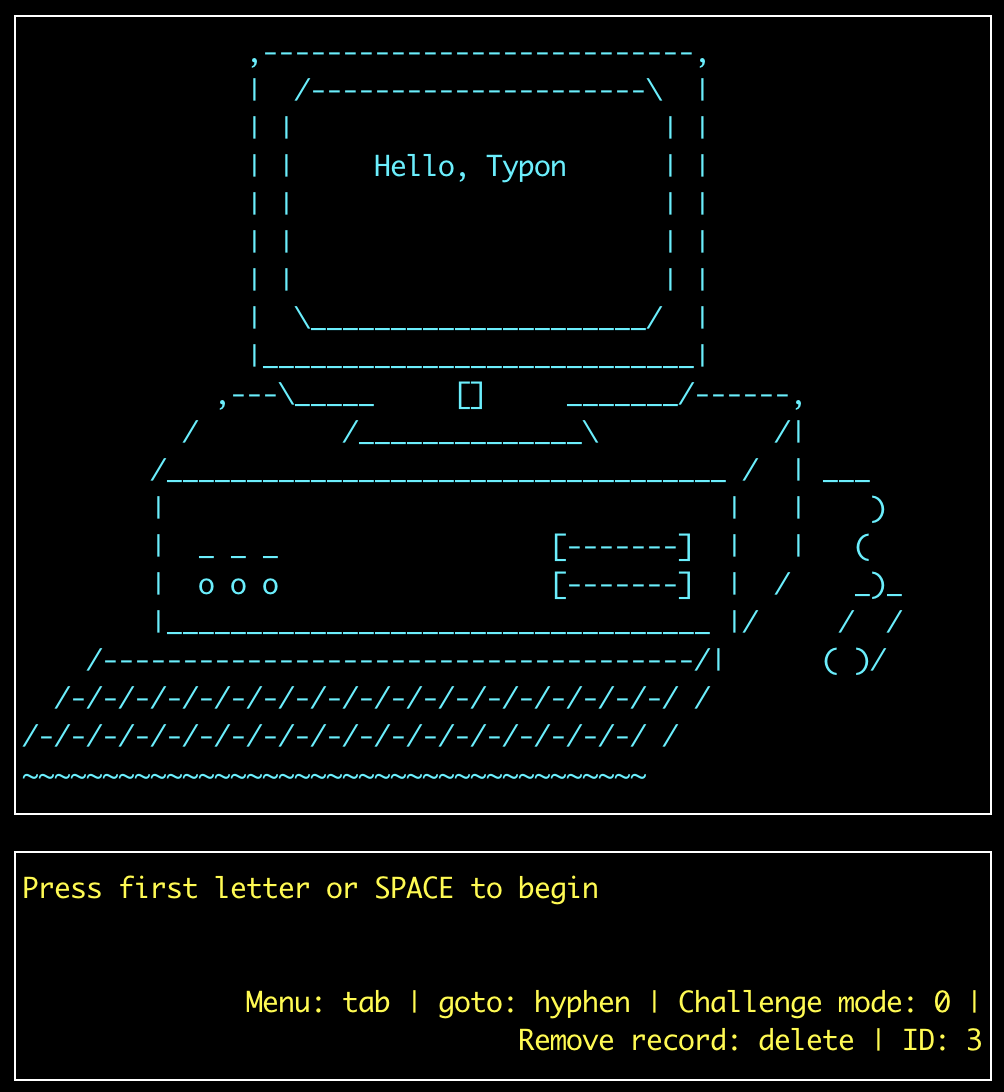 Hello, Typon
o o o
Press first letter or SPACE to begin
Menu: tab | goto: hyphen | Challenge mode: 0 |
Remove record: delete | ID: 3